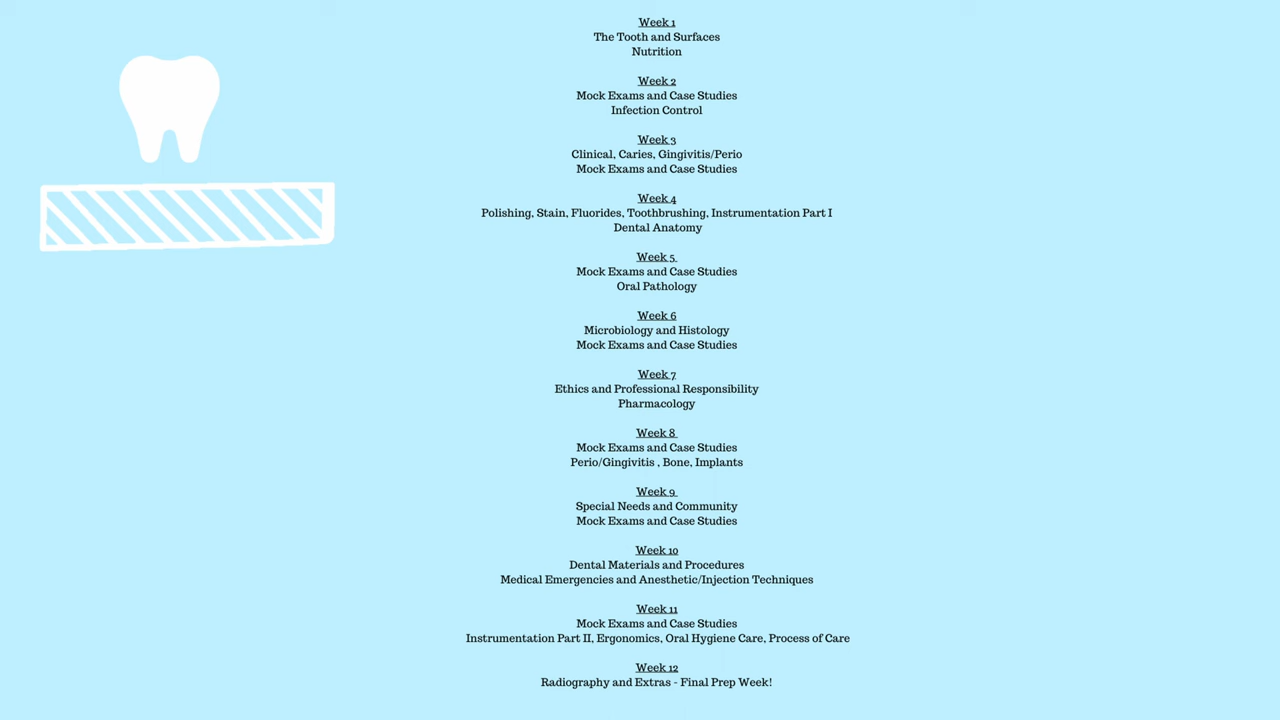 Week 1
The Tooth and Surfaces
Nutrition
Week 2
Mock Exams and Case Studies
Infection Control
Week 3
Clinical, Caries, Gingivitis/Perio
Mock Exams and Case Studies
Week 4
Polishing, Stain, Fluorides, Toothbrushing, Instrumentation Part I
Dental Anatomy
Week 5
Mock Exams and Case Studies
Oral Pathology
Week 6
Microbiology and Histology
Mock Exams and Case Studies
Week 7
Ethics and Professional Responsibility
Pharmacology
Week 8
Mock Exams and Case Studies
Perio/Gingivitis , Bone, Implants
Week 9
Special Needs and Community
Mock Exams and Case Studies
Week 10
Dental Materials and Procedures
Medical Emergencies and Anesthetic/Injection Techniques
Week 11
Mock Exams and Case Studies
Instrumentation Part II, Ergonomics, Oral Hygiene Care, Process of Care
Week 12
Radiography and Extras - Final Prep Week!